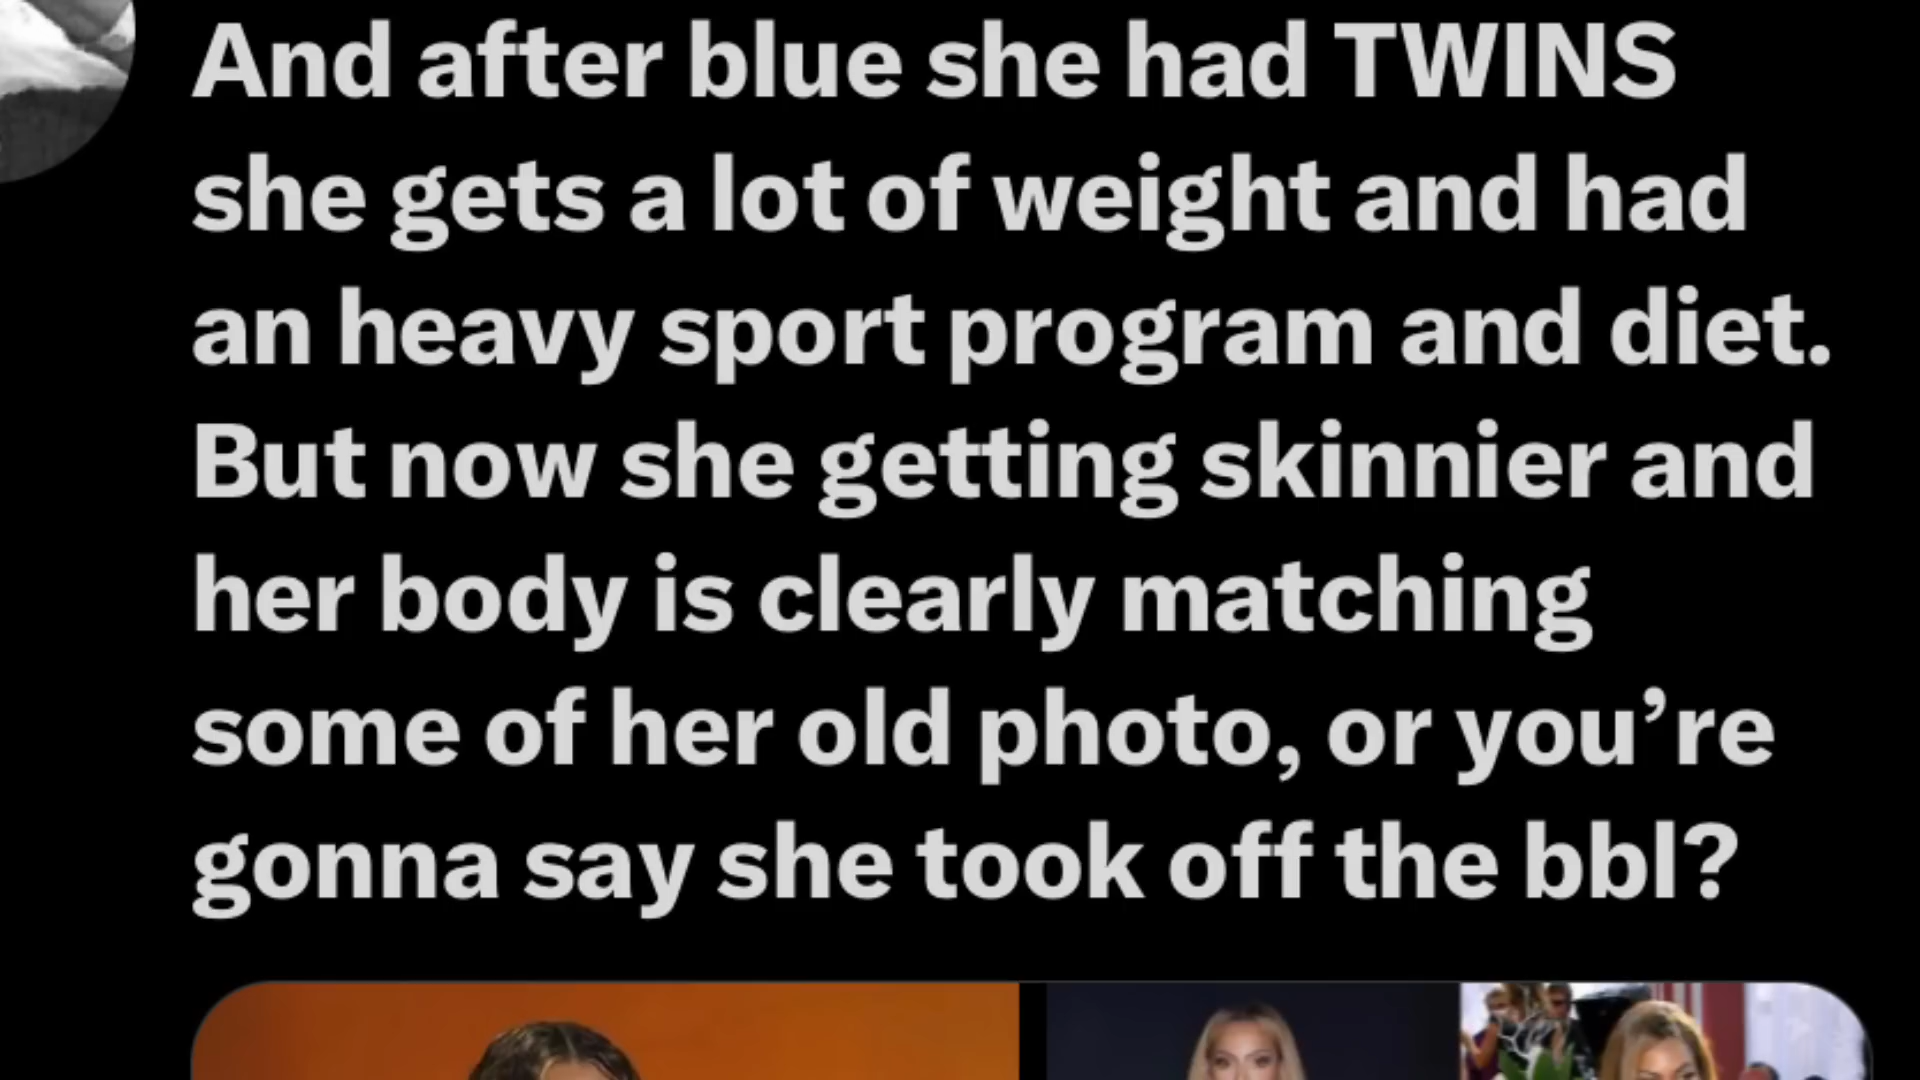 And after blue she had TWINS
she gets a lot of weight and had
an heavy sport program and diet.
But now she getting skinnier and
her body is clearly matching
some of her old photo, or you’re
gonna say she took off the bbl?